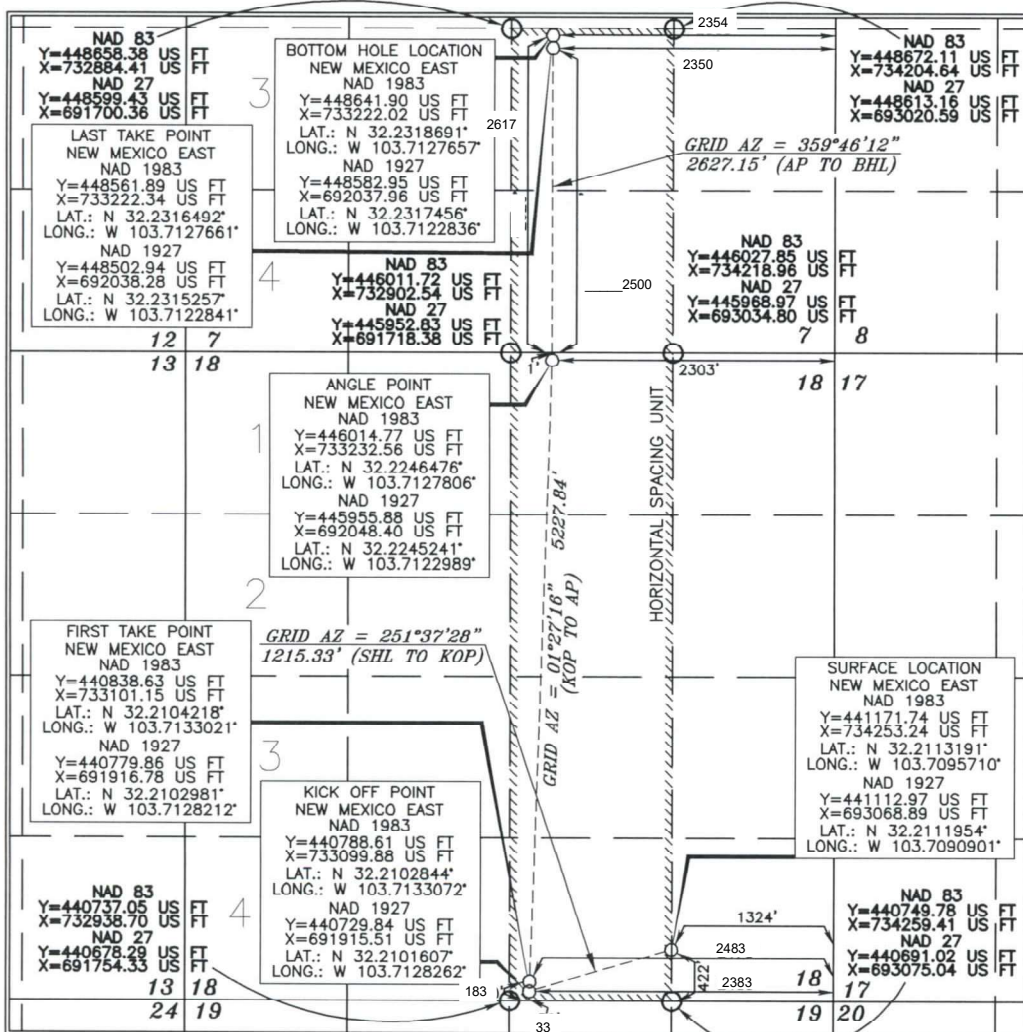 NAD 83
Y=448658.38 US FT
X=732884.41 US FT
NAD 27
Y=448599.43 US FT
X=691700.36 US FT
3
BOTTOM HOLE LOCATION
NEW MEXICO EAST
NAD 1983
Y=448641.90 US FT
X=733222.02 US FT
LAT.: N 32.2318691°
LONG.: W 103.7127657°
NAD 1927
Y=448582.95 US FT
X=692037.96 US FT
LAT.: N 32.2317456°
LONG.: W 103.7122836°
2617
2354
2350
NAD 83
Y=448672.11 US FT
X=734204.64 US FT
NAD 27
Y=448613.16 US FT
X=693020.59 US FT
GRID AZ = 359°46'12"
2627.15' (AP TO BHL)
LAST TAKE POINT
NEW MEXICO EAST
NAD 1983
Y=448561.89 US FT
X=733222.34 US FT
LAT.: N 32.2316492°
LONG.: W 103.7127661°
NAD 1927
Y=448502.94 US FT
X=692038.28 US FT
LAT.: N 32.2315257°
LONG.: W 103.7122841°
4
NAD 83
Y=446011.72 US FT
X=732902.54 US FT
NAD 27
Y=445952.83 US FT
X=691718.38 US FT
2500
NAD 83
Y=446027.85 US FT
X=734218.96 US FT
NAD 27
Y=445968.97 US FT
X=693034.80 US FT
12 7
13 18
7 8
18 17
1'
2303'
ANGLE POINT
NEW MEXICO EAST
NAD 1983
Y=446014.77 US FT
X=733232.56 US FT
LAT.: N 32.2246476°
LONG.: W 103.7127806°
NAD 1927
Y=445955.88 US FT
X=692048.40 US FT
LAT.: N 32.2245241°
LONG.: W 103.7122989°
1
HORIZONTAL SPACING UNIT
GRID AZ = 01°27'16" 5227.84'
(KOP TO AP)
2
FIRST TAKE POINT
NEW MEXICO EAST
NAD 1983
Y=440838.63 US FT
X=733101.15 US FT
LAT.: N 32.2104218°
LONG.: W 103.7133021°
NAD 1927
Y=440779.86 US FT
X=691916.78 US FT
LAT.: N 32.2102981°
LONG.: W 103.7128212°
GRID AZ = 251°37'28"
1215.33' (SHL TO KOP)
3
KICK OFF POINT
NEW MEXICO EAST
NAD 1983
Y=440788.61 US FT
X=733099.88 US FT
LAT.: N 32.2102844°
LONG.: W 103.7133072°
NAD 1927
Y=440729.84 US FT
X=691915.51 US FT
LAT.: N 32.2101607°
LONG.: W 103.7128262°
SURFACE LOCATION
NEW MEXICO EAST
NAD 1983
Y=441171.74 US FT
X=734253.24 US FT
LAT.: N 32.2113191°
LONG.: W 103.7095710°
NAD 1927
Y=441112.97 US FT
X=693068.89 US FT
LAT.: N 32.2111954°
LONG.: W 103.7090901°
NAD 83
Y=440737.05 US FT
X=732938.70 US FT
NAD 27
Y=440678.29 US FT
X=691754.33 US FT
4
13 18
24 19
183
33
1324'
2483
2383
422
NAD 83
Y=440749.78 US FT
X=734259.41 US FT
NAD 27
Y=440691.02 US FT
X=693075.04 US FT
18 17
19 20